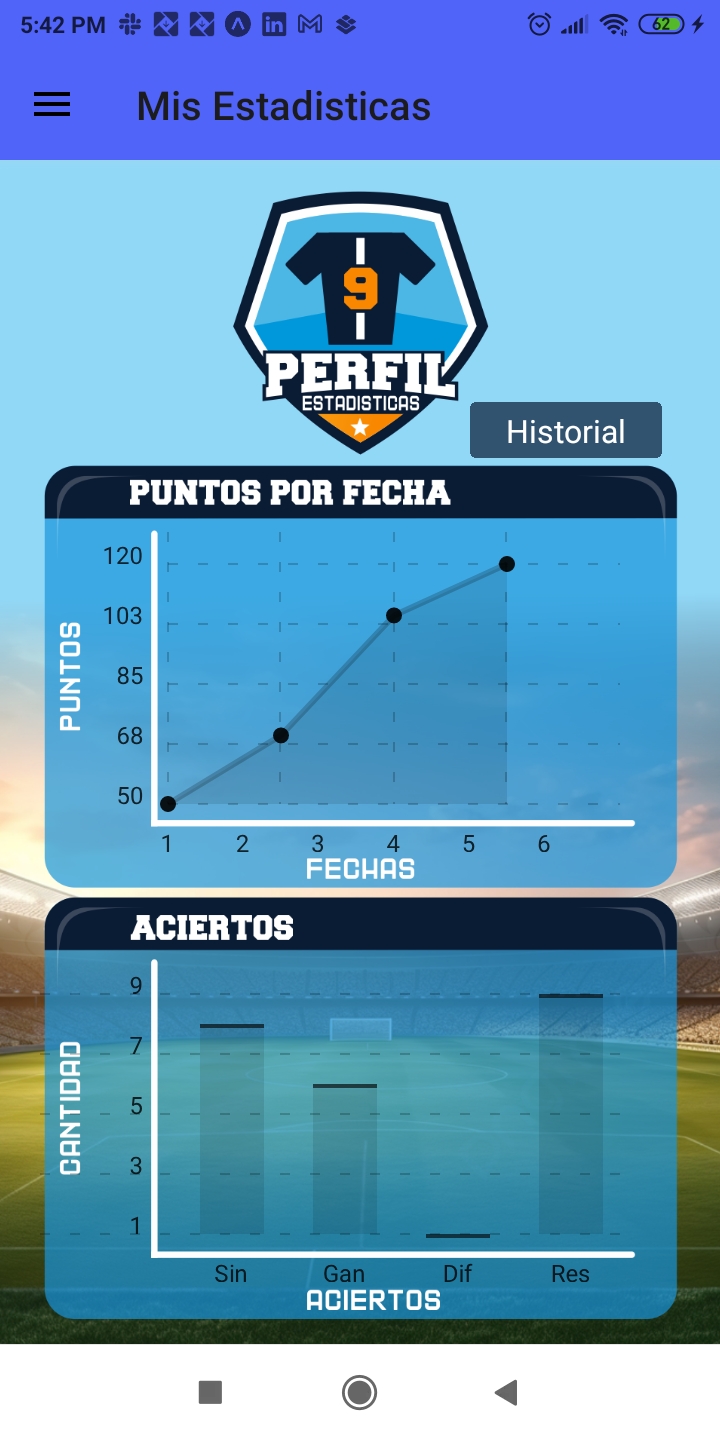 5:42 PM
62
Mis Estadisticas
9
PERFIL
ESTADISTICAS
Historial
PUNTOS POR FECHA
120
103
85
68
50
PUNTOS
1 2 3 4 5 6
FECHAS
ACIERTOS
9
7
5
3
1
CANTIDAD
Sin Gan Dif Res
ACIERTOS